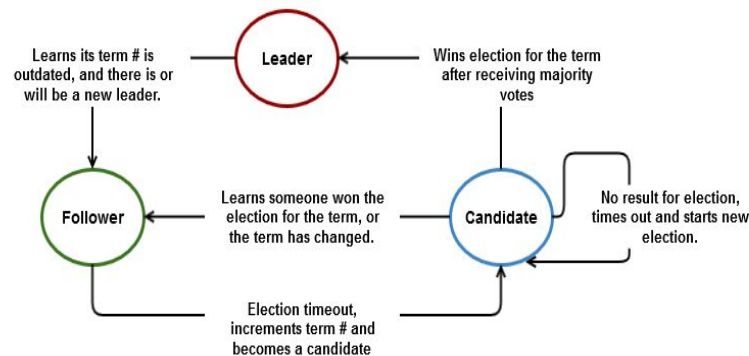 Learns its term # is
outdated, and there is or
will be a new leader.
Leader
Wins election for the term
after receiving majority
votes
Follower
Learns someone won the
election for the term, or
the term has changed.
Candidate
No result for election,
times out and starts new
election.
Election timeout,
increments term # and
becomes a candidate